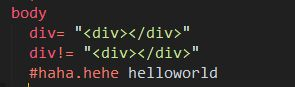 body
div= "<div></div>"
div!= "<div></div>"
#haha.hehe helloworld